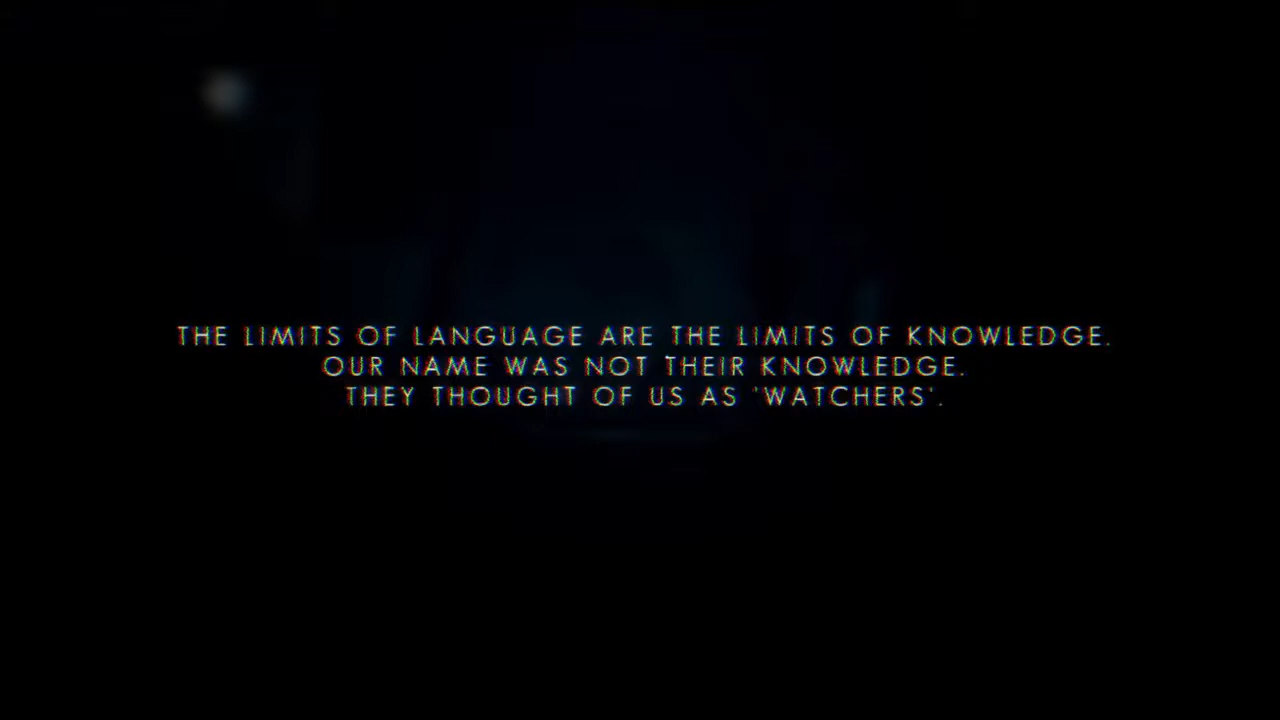 THE LIMITS OF LANGUAGE ARE THE LIMITS OF KNOWLEDGE.
OUR NAME WAS NOT THEIR KNOWLEDGE.
THEY THOUGHT OF US AS 'WATCHERS'.